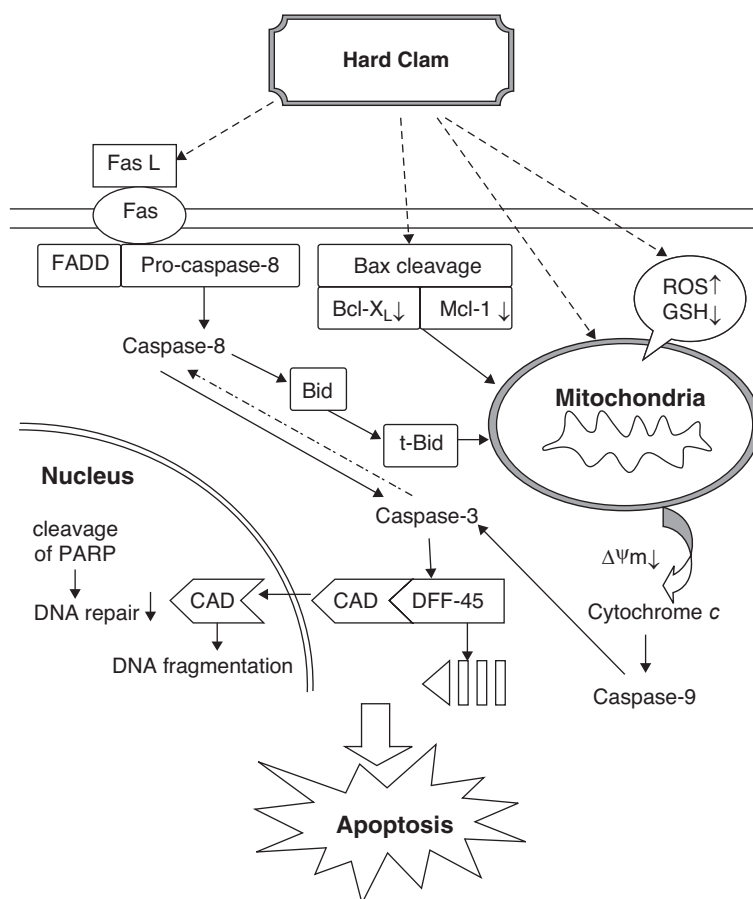 Hard Clam
Fas L
Fas
FADD
Pro-caspase-8
Bax cleavage
Bcl-X_L↓
Mcl-1 ↓
ROS↑
GSH↓
Caspase-8
Bid
t-Bid
Mitochondria
Nucleus
Caspase-3
cleavage
of PARP
ΔΨm↓
DNA repair ↓
CAD
CAD
DFF-45
Cytochrome c
DNA fragmentation
Caspase-9
Apoptosis